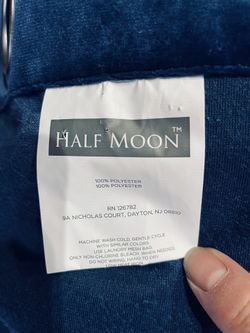 HALF MOON™
100% POLYESTER
100% POLYESTER
RN 126782
9A NICHOLAS COURT, DAYTON, NJ 08810
MACHINE WASH COLD, GENTLE CYCLE
WITH SIMILAR COLORS
USE LAUNDRY MESH BAG
ONLY NON-CHLORINE BLEACH WHEN NEEDED
DO NOT WRING. HANG TO DRY